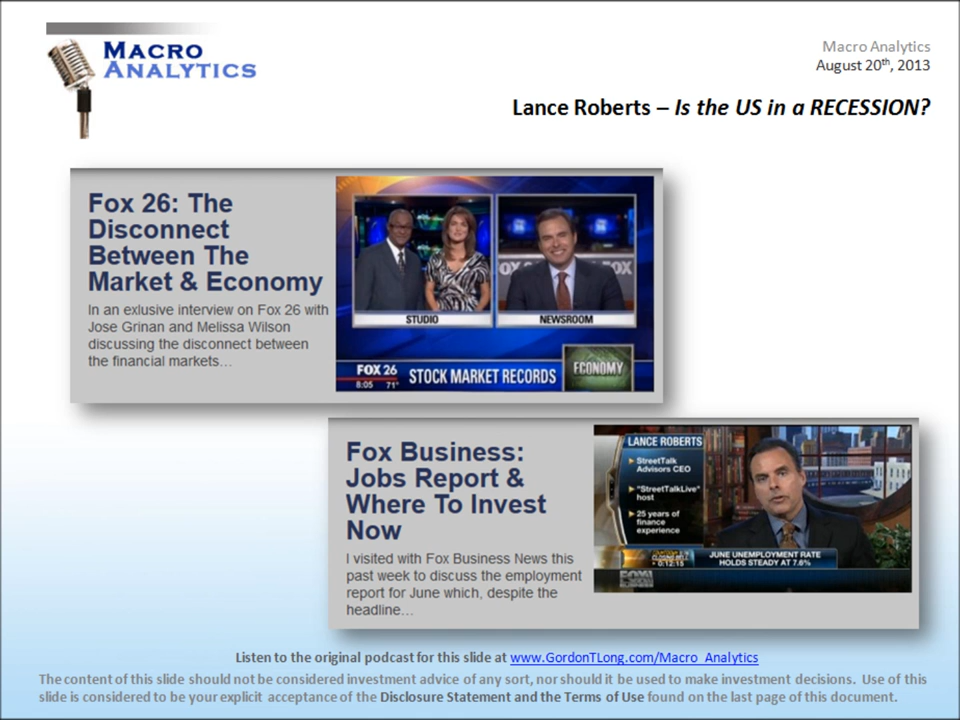 MACRO
ANALYTICS
Macro Analytics
August 20th, 2013
Lance Roberts – Is the US in a RECESSION?
Fox 26: The
Disconnect
Between The
Market & Economy
In an exlusive interview on Fox 26 with
Jose Grinan and Melissa Wilson
discussing the disconnect between
the financial markets...
STUDIO
NEWSROOM
FOX 26
8:05 71°
STOCK MARKET RECORDS
ECONOMY
Fox Business:
Jobs Report &
Where To Invest
Now
I visited with Fox Business News this
past week to discuss the employment
report for June which, despite the
headline...
LANCE ROBERTS
StreetTalk
Advisors CEO
"StreetTalkLive"
host
25 years of
finance
experience
COUNTDOWN TO
CLOSING BELL
0:12:15
JUNE UNEMPLOYMENT RATE
HOLDS STEADY AT 7.6%
Listen to the original podcast for this slide at www.GordonTLong.com/Macro_Analytics
The content of this slide should not be considered investment advice of any sort, nor should it be used to make investment decisions. Use of this
slide is considered to be your explicit acceptance of the Disclosure Statement and the Terms of Use found on the last page of this document.